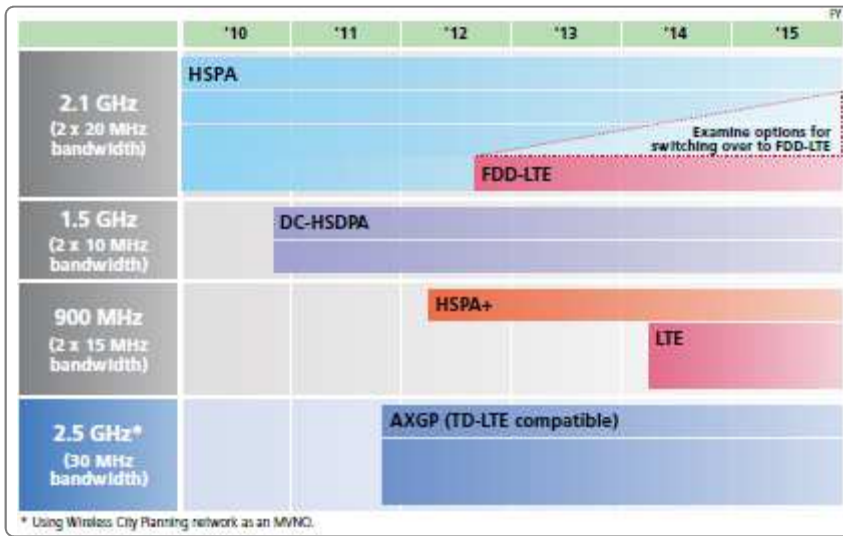 FY
'10 '11 '12 '13 '14 '15
2.1 GHz
(2 x 20 MHz
bandwidth)
HSPA
Examine options for
switching over to FDD-LTE
FDD-LTE
1.5 GHz
(2 x 10 MHz
bandwidth)
DC-HSDPA
900 MHz
(2 x 15 MHz
bandwidth)
HSPA+
LTE
2.5 GHz*
(30 MHz
bandwidth)
AXGP (TD-LTE compatible)
* Using Wireless City Planning network as an MVNO.